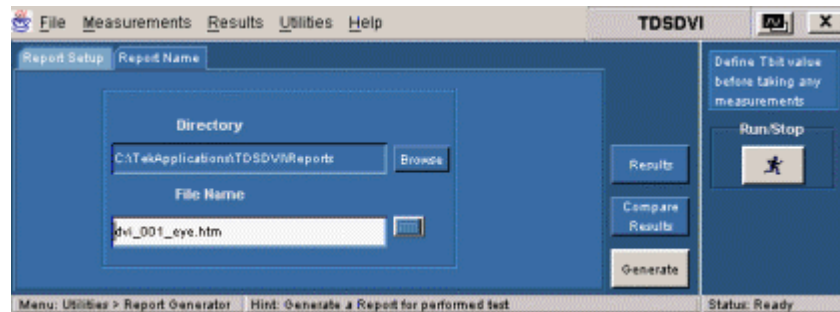 File Measurements Results Utilities Help TDSDVI X
Report Setup Report Name
Define Tbit value
before taking any
measurements
Directory
C:\TekApplications\TDSDVI\Reports Browse
Run/Stop
Results
File Name
dvi_001_eye.htm
Compare
Results
Generate
Menu: Utilities > Report Generator Hint: Generate a Report for performed test Status: Ready